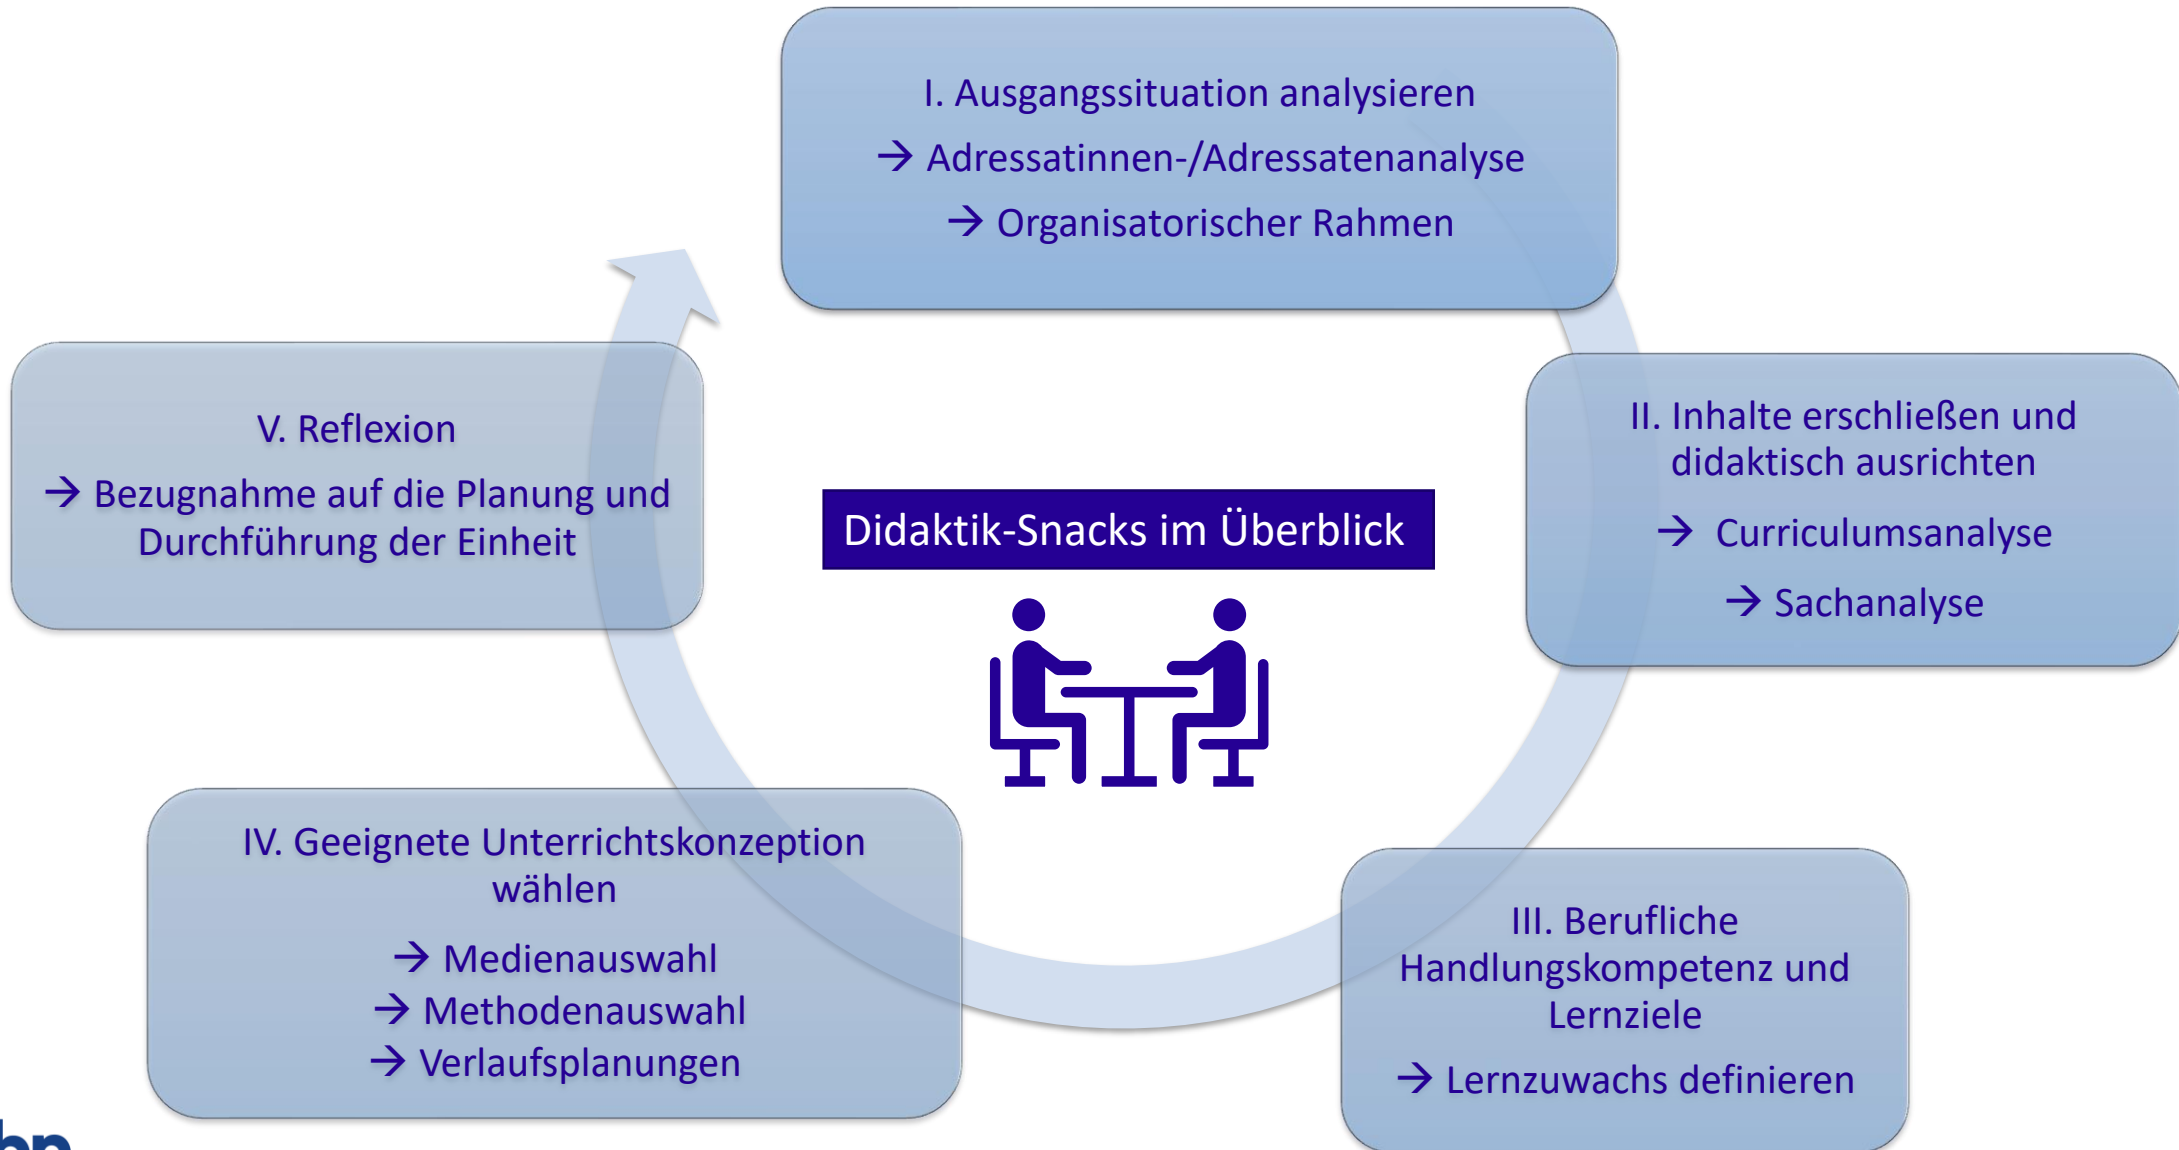 I. Ausgangssituation analysieren
→ Adressatinnen-/Adressatenanalyse
→ Organisatorischer Rahmen
II. Inhalte erschließen und
didaktisch ausrichten
→ Curriculumsanalyse
→ Sachanalyse
III. Berufliche
Handlungskompetenz und
Lernziele
→ Lernzuwachs definieren
IV. Geeignete Unterrichtskonzeption
wählen
→ Medienauswahl
→ Methodenauswahl
→ Verlaufsplanungen
V. Reflexion
→ Bezugnahme auf die Planung und
Durchführung der Einheit
Didaktik-Snacks im Überblick